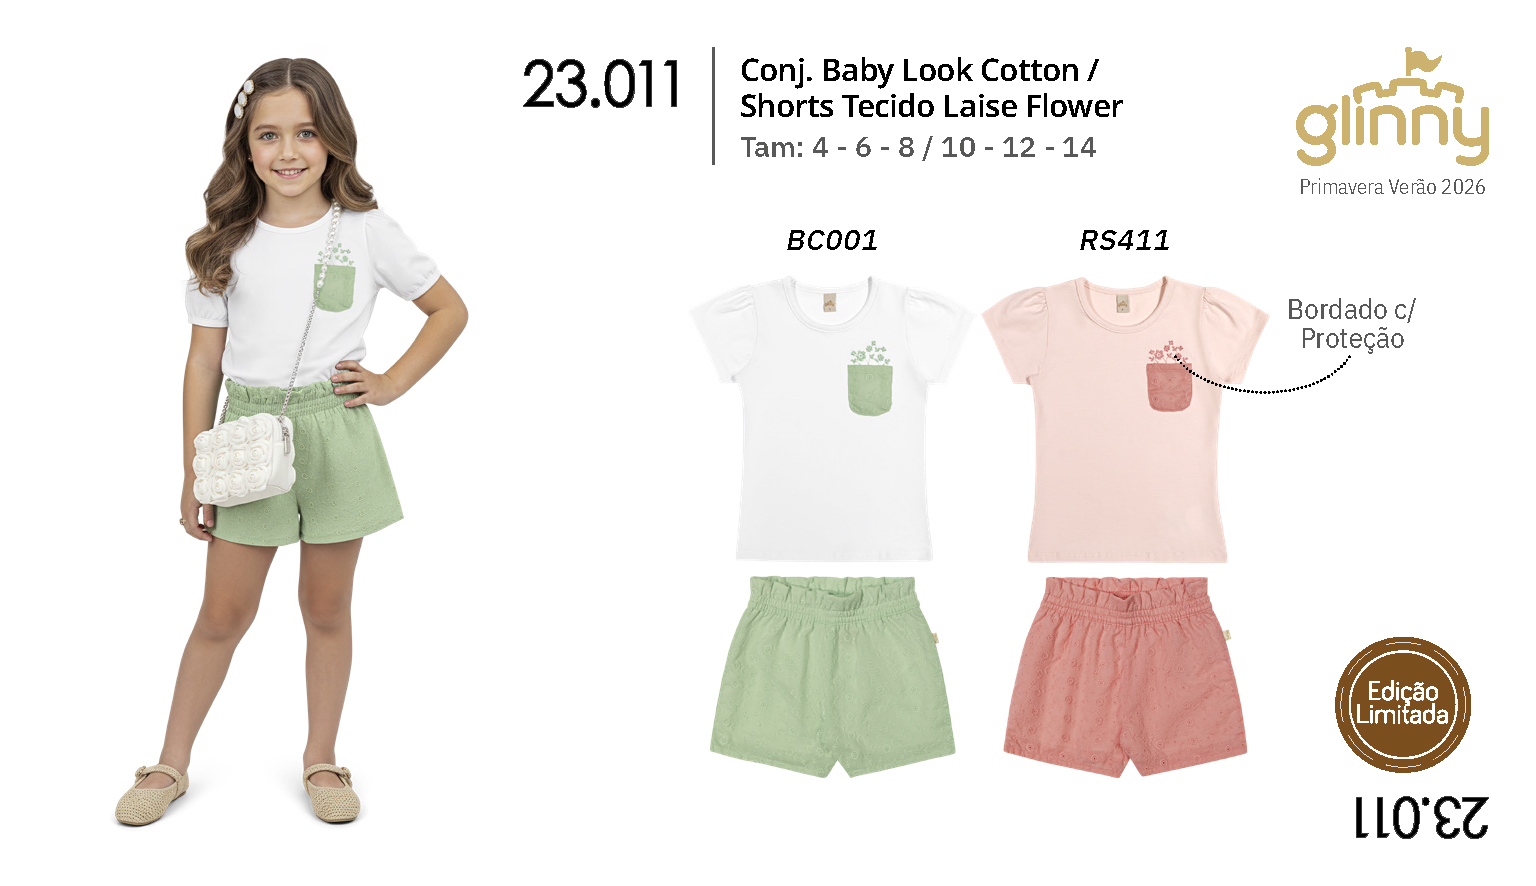 23.011
Conj. Baby Look Cotton /
Shorts Tecido Laise Flower
Tam: 4 - 6 - 8 / 10 - 12 - 14
glinny
Primavera Verão 2026
BC001
RS411
Bordado c/
Proteção
Edição
Limitada
23.011